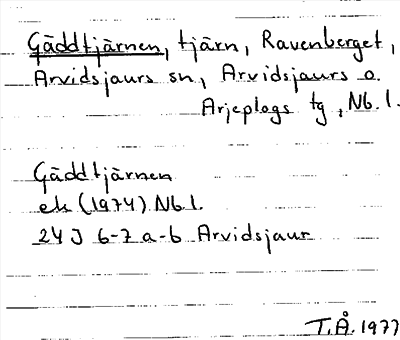 Gäddtjärnen, tjärn, Ravenberget,
Arvidsjaurs sn, Arvidsjaurs o.
Arjeplogs tg, Nb. l.
Gäddtjärnen
ek (1974) Nb l.
24 J 6-7 a-b Arvidsjaur
T.Å. 1977